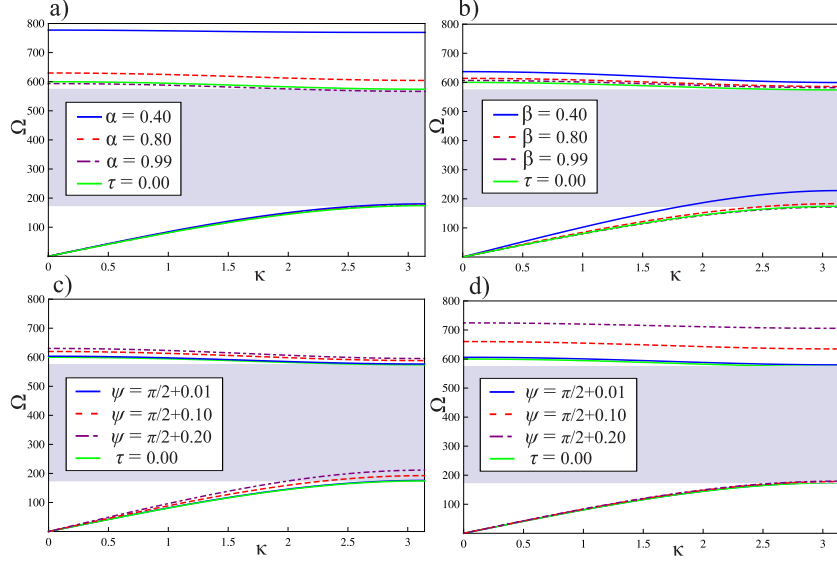 a)
800
700
600
500
400
300
200
100
Ω
α = 0.40
α = 0.80
α = 0.99
τ = 0.00
0 0.5 1 1.5 2 2.5 3
κ
b)
800
700
600
500
400
300
200
100
Ω
β = 0.40
β = 0.80
β = 0.99
τ = 0.00
0 0.5 1 1.5 2 2.5 3
κ
c)
800
700
600
500
400
300
200
100
Ω
ψ = π/2+0.01
ψ = π/2+0.10
ψ = π/2+0.20
τ = 0.00
0 0.5 1 1.5 2 2.5 3
κ
d)
800
700
600
500
400
300
200
100
Ω
ψ = π/2+0.01
ψ = π/2+0.10
ψ = π/2+0.20
τ = 0.00
0 0.5 1 1.5 2 2.5 3
κ